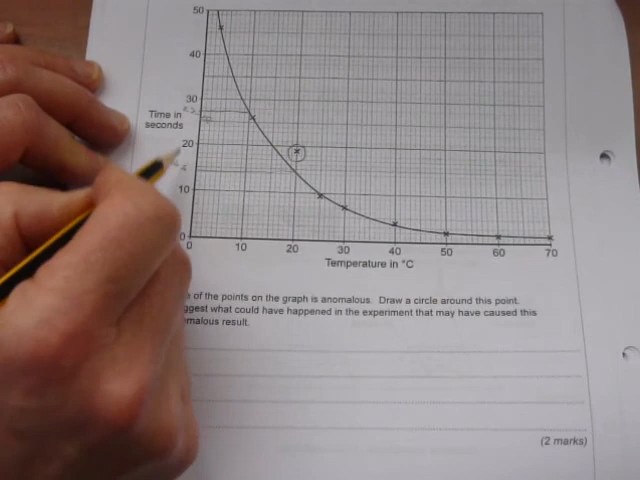 50
40
30
Time in
seconds
20
10
0
0 10 20 30 40 50 60 70
Temperature in °C
of the points on the graph is anomalous. Draw a circle around this point.
what could have happened in the experiment that may have caused this
result.
(2 marks)